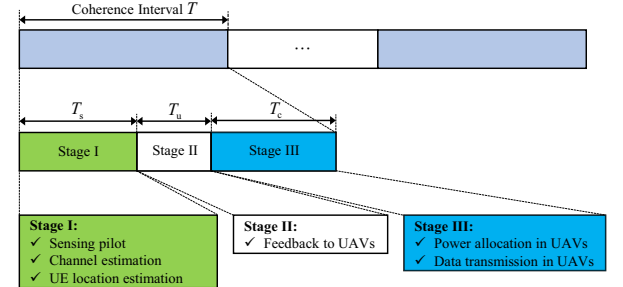 Coherence Interval T
...
Ts
Tu
Tc
Stage I
Stage II
Stage III
Stage I:
✓ Sensing pilot
✓ Channel estimation
✓ UE location estimation
Stage II:
✓ Feedback to UAVs
Stage III:
✓ Power allocation in UAVs
✓ Data transmission in UAVs